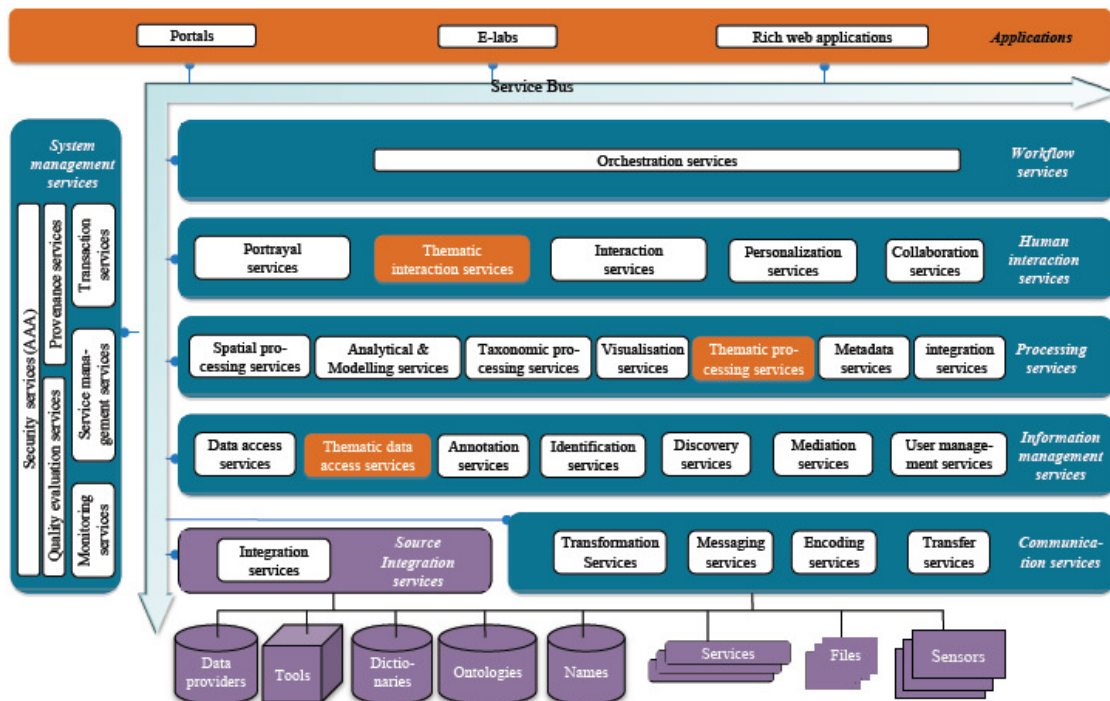 Portals
E-labs
Rich web applications
Applications
Service Bus
System
management
services
Security services (AAA)
Quality evaluation services
Provenance services
Monitoring
services
Service mana-
gement services
Transaction
services
Orchestration services
Workflow
services
Portrayal
services
Thematic
interaction services
Interaction
services
Personalization
services
Collaboration
services
Human
interaction
services
Spatial pro-
cessing services
Analytical &
Modelling services
Taxonomic pro-
cessing services
Visualisation
services
Thematic pro-
cessing services
Metadata
services
integration
services
Processing
services
Data access
services
Thematic data
access services
Annotation
services
Identification
services
Discovery
services
Mediation
services
User manage-
ment services
Information
management
services
Integration
services
Source
Integration
services
Transformation
Services
Messaging
services
Encoding
services
Transfer
services
Communica-
tion services
Data
providers
Tools
Dictio-
naries
Ontologies
Names
Services
Files
Sensors